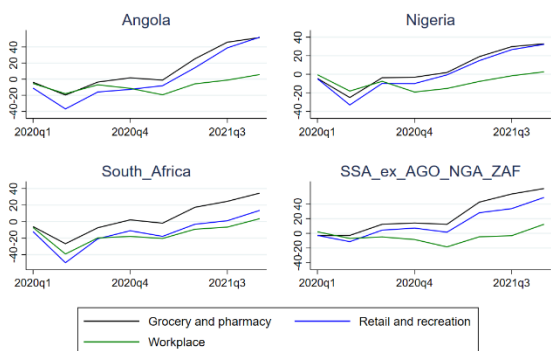 Angola
Nigeria
-40 -20 0 20 40
-40 -20 0 20 40
2020q1 2020q4 2021q3
2020q1 2020q4 2021q3
South_Africa
SSA_ex_AGO_NGA_ZAF
-40 -20 0 20 40
-40 -20 0 20 40
2020q1 2020q4 2021q3
2020q1 2020q4 2021q3
Grocery and pharmacy
Retail and recreation
Workplace